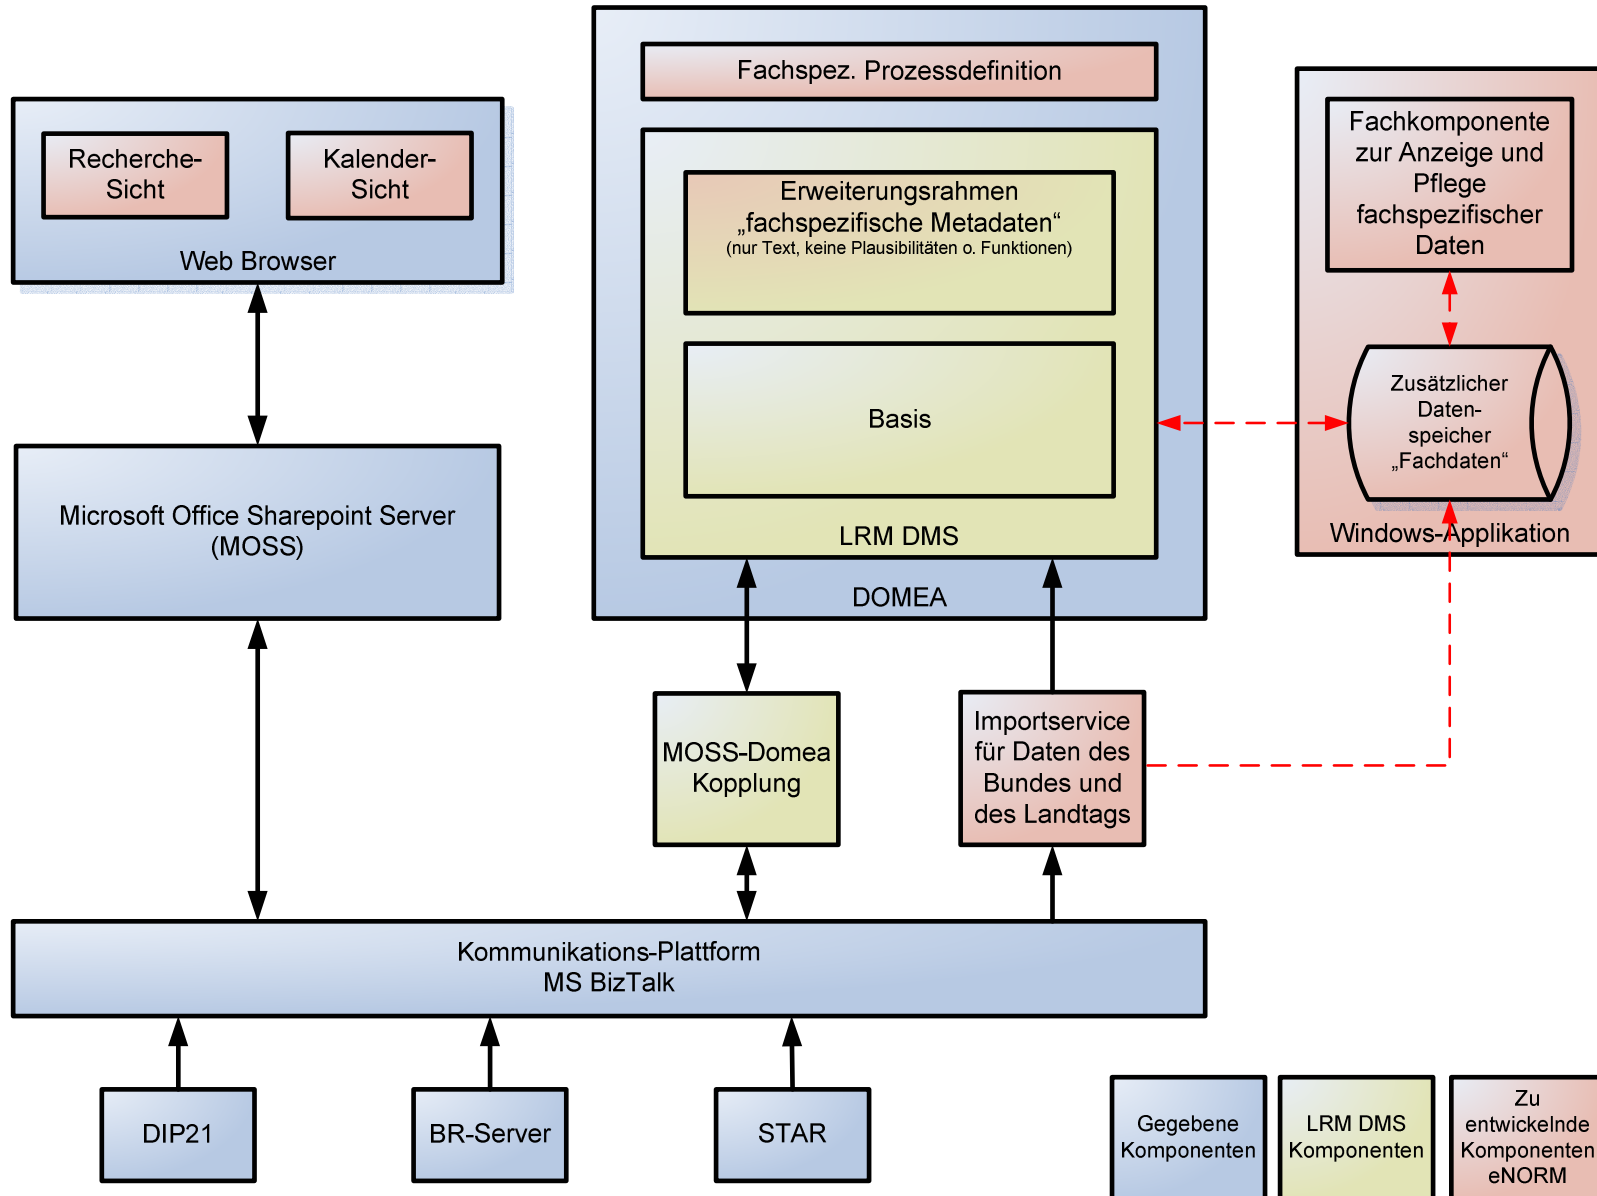 Fachspez. Prozessdefinition
Recherche-
Sicht
Kalender-
Sicht
Web Browser
Erweiterungsrahmen
„fachspezifische Metadaten“
(nur Text, keine Plausibilitäten o. Funktionen)
Basis
LRM DMS
DOMEA
Fachkomponente
zur Anzeige und
Pflege
fachspezifischer
Daten
Zusätzlicher
Daten-
speicher
„Fachdaten“
Windows-Applikation
Microsoft Office Sharepoint Server
(MOSS)
MOSS-Domea
Kopplung
Importservice
für Daten des
Bundes und
des Landtags
Kommunikations-Plattform
MS BizTalk
DIP21
BR-Server
STAR
Gegebene
Komponenten
LRM DMS
Komponenten
Zu
entwickelnde
Komponenten
eNORM